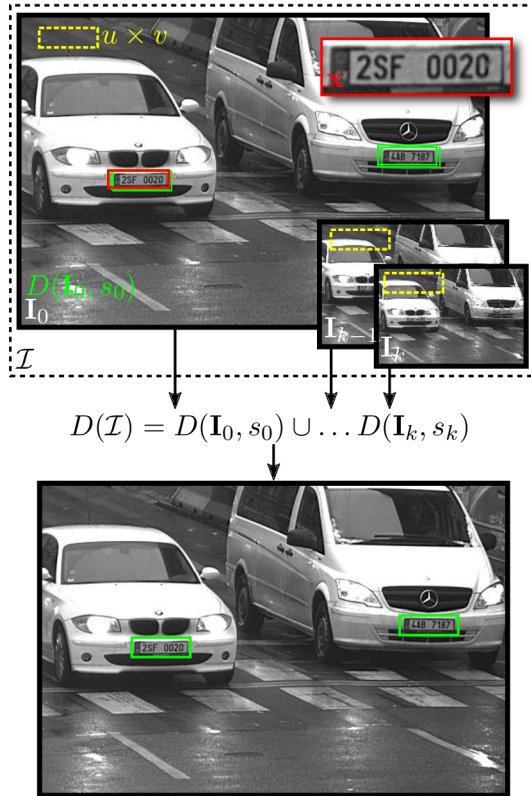 u × v
x
2SF 0020
4AB 7187
2SF 0020
D(I₀, s₀)
I₀
Iₖ₋₁
Iₖ
ℐ
D(ℐ) = D(I₀, s₀) ∪ … D(Iₖ, sₖ)
4AB 7187
2SF 0020